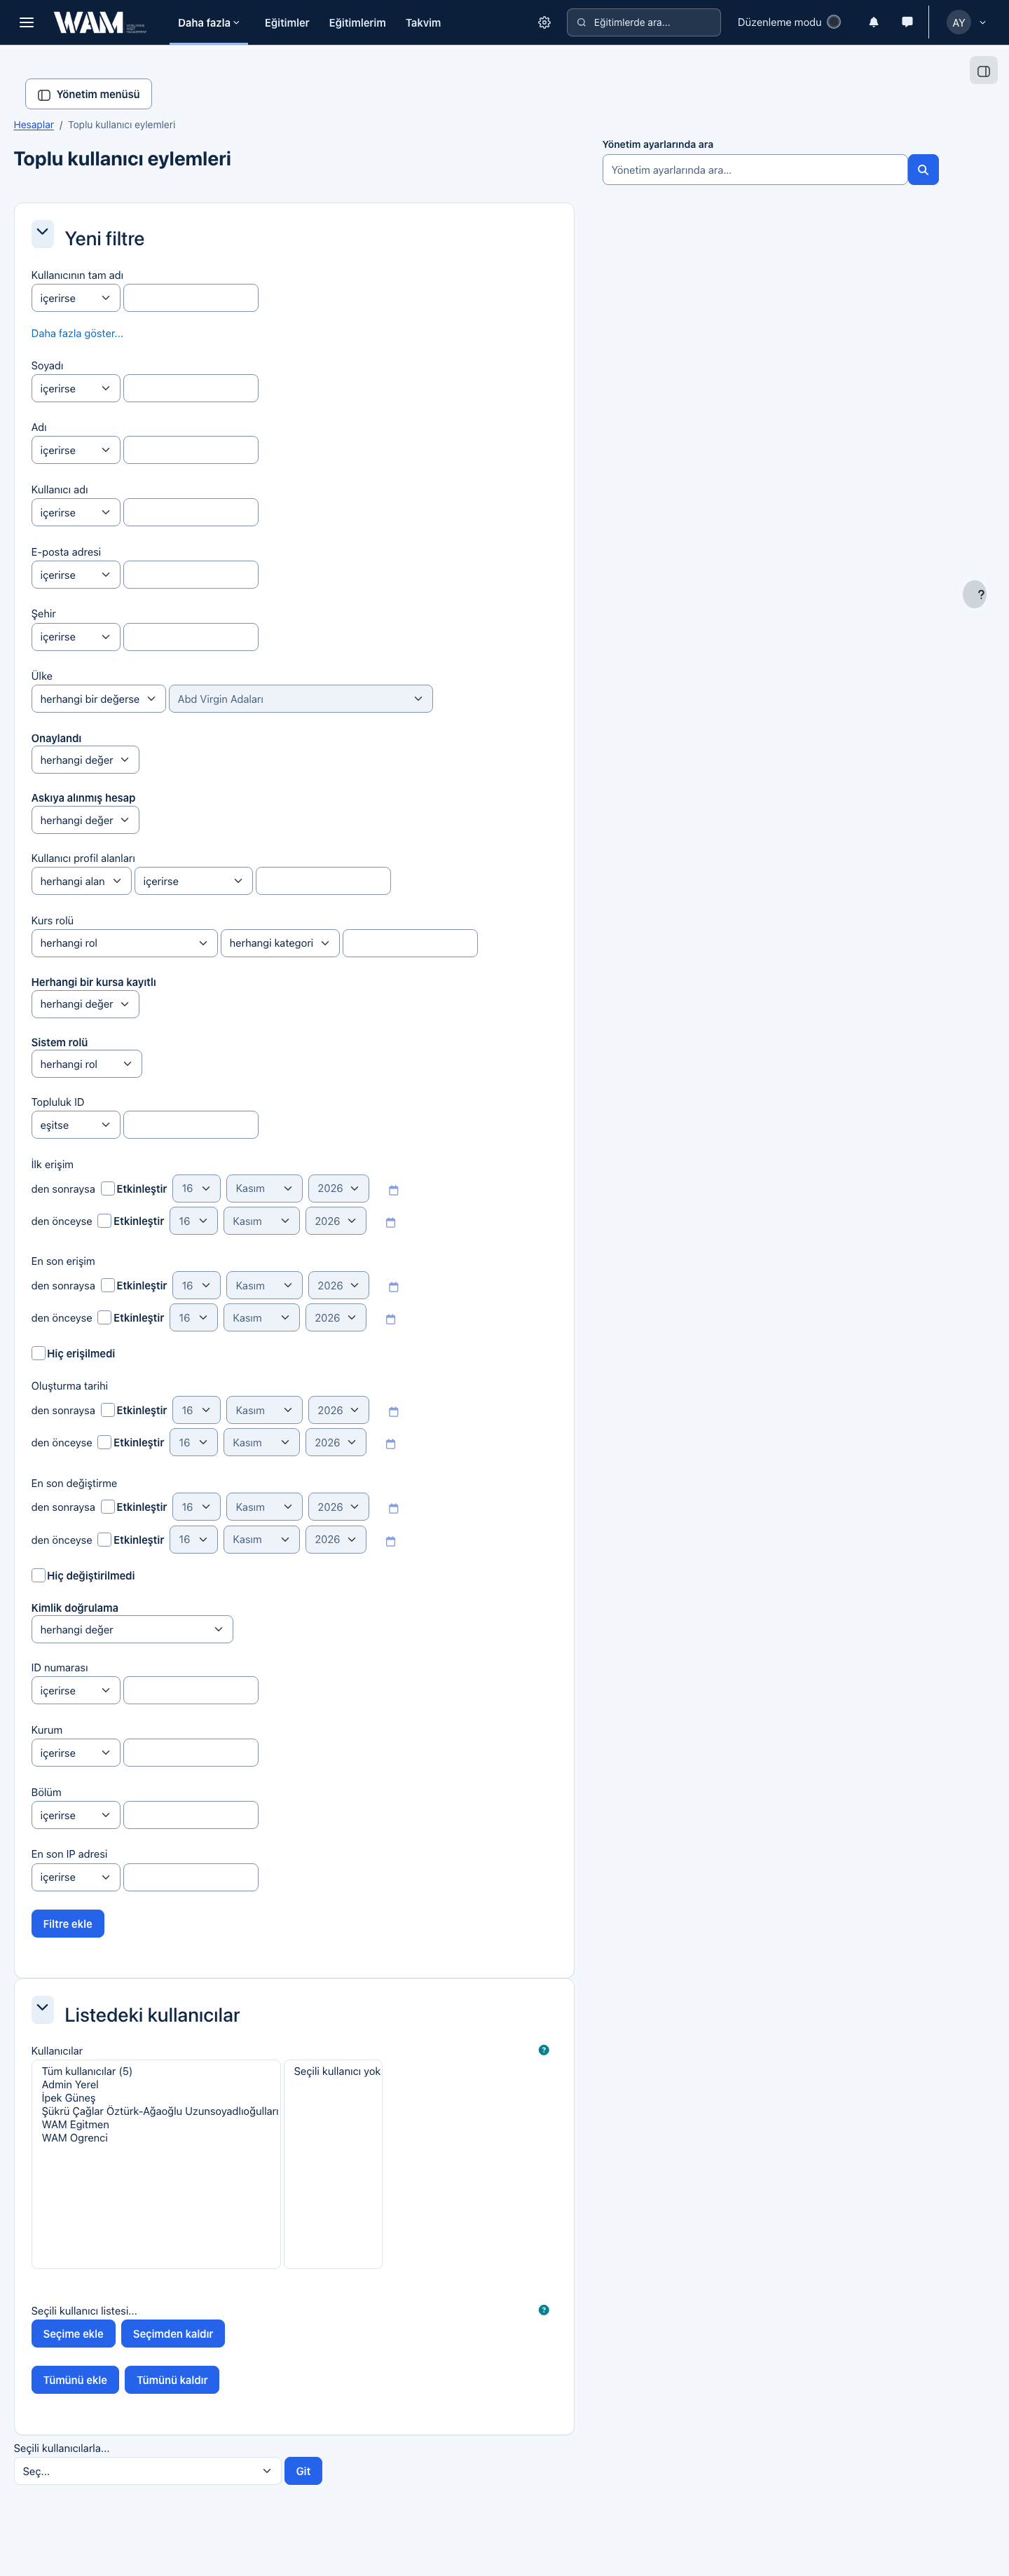 WAM
Daha fazla
Eğitimler
Eğitimlerim
Takvim
Eğitimlerde ara...
Düzenleme modu
AY
Yönetim menüsü
Hesaplar / Toplu kullanıcı eylemleri
Toplu kullanıcı eylemleri
Yönetim ayarlarında ara
Yönetim ayarlarında ara...
Yeni filtre
Kullanıcının tam adı
içerirse
Daha fazla göster...
Soyadı
içerirse
Adı
içerirse
Kullanıcı adı
içerirse
E-posta adresi
içerirse
?
Şehir
içerirse
Ülke
herhangi bir değerse Abd Virgin Adaları
Onaylandı
herhangi değer
Askıya alınmış hesap
herhangi değer
Kullanıcı profil alanları
herhangi alan içerirse
Kurs rolü
herhangi rol herhangi kategori
Herhangi bir kursa kayıtlı
herhangi değer
Sistem rolü
herhangi rol
Topluluk ID
eşitse
İlk erişim
den sonraysa Etkinleştir 16 Kasım 2026
den önceyse Etkinleştir 16 Kasım 2026
En son erişim
den sonraysa Etkinleştir 16 Kasım 2026
den önceyse Etkinleştir 16 Kasım 2026
Hiç erişilmedi
Oluşturma tarihi
den sonraysa Etkinleştir 16 Kasım 2026
den önceyse Etkinleştir 16 Kasım 2026
En son değiştirme
den sonraysa Etkinleştir 16 Kasım 2026
den önceyse Etkinleştir 16 Kasım 2026
Hiç değiştirilmedi
Kimlik doğrulama
herhangi değer
ID numarası
içerirse
Kurum
içerirse
Bölüm
içerirse
En son IP adresi
içerirse
Filtre ekle
Listedeki kullanıcılar
Kullanıcılar ?
Tüm kullanıcılar (5)
Admin Yerel
İpek Güneş
Şükrü Çağlar Öztürk-Ağaoğlu Uzunsoyadlıoğulları
WAM Egitmen
WAM Ogrenci
Seçili kullanıcı yok
Seçili kullanıcı listesi... ?
Seçime ekle Seçimden kaldır
Tümünü ekle Tümünü kaldır
Seçili kullanıcılarla...
Seç... Git